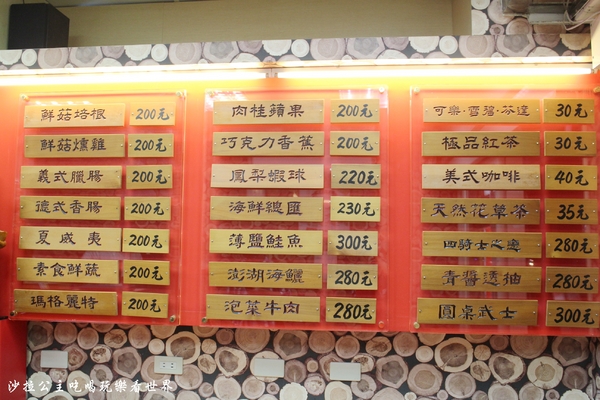 鮮菇培根 200元
鮮菇燻雞 200元
義式臘腸 200元
德式香腸 200元
夏威夷 200元
素食鮮蔬 200元
瑪格麗特 200元
肉桂蘋果 200元
巧克力香蕉 200元
鳳梨蝦球 220元
海鮮總匯 230元
薄鹽鮭魚 300元
澎湖海鱺 280元
泡菜牛肉 280元
可樂·雪碧·芬達 30元
極品紅茶 30元
美式咖啡 40元
天然花草茶 35元
四騎士之戀 280元
青醬透抽 280元
圓桌武士 300元
沙拉公主吃喝玩樂看世界